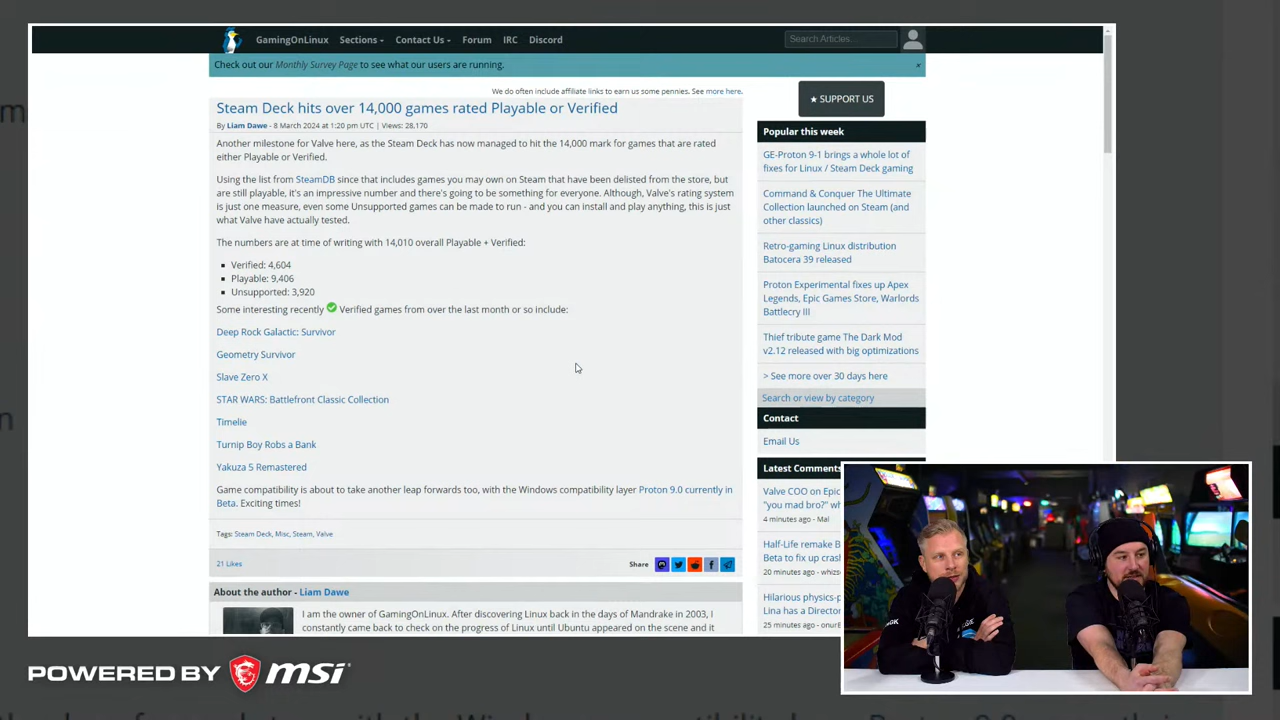 GamingOnLinux Sections Contact Us Forum IRC Discord Search Articles...
Check out our Monthly Survey Page to see what our users are running.
We do often include affiliate links to earn us some pennies. See more here.
Steam Deck hits over 14,000 games rated Playable or Verified
By Liam Dawe - 8 March 2024 at 1:20 pm UTC | Views: 28,170
Another milestone for Valve here, as the Steam Deck has now managed to hit the 14,000 mark for games that are rated
either Playable or Verified.
Using the list from SteamDB since that includes games you may own on Steam that have been delisted from the store, but
are still playable, it's an impressive number and there's going to be something for everyone. Although, Valve's rating system
is just one measure, even some Unsupported games can be made to run - and you can install and play anything, this is just
what Valve have actually tested.
The numbers are at time of writing with 14,010 overall Playable + Verified:
Verified: 4,604
Playable: 9,406
Unsupported: 3,920
Some interesting recently Verified games from over the last month or so include:
Deep Rock Galactic: Survivor
Geometry Survivor
Slave Zero X
STAR WARS: Battlefront Classic Collection
Timelie
Turnip Boy Robs a Bank
Yakuza 5 Remastered
Game compatibility is about to take another leap forwards too, with the Windows compatibility layer Proton 9.0 currently in
Beta. Exciting times!
Tags: Steam Deck, Misc, Steam, Valve
21 Likes
Share
About the author - Liam Dawe
I am the owner of GamingOnLinux. After discovering Linux back in the days of Mandrake in 2003, I
constantly came back to check on the progress of Linux until Ubuntu appeared on the scene and it
★ SUPPORT US
Popular this week
GE-Proton 9-1 brings a whole lot of
fixes for Linux / Steam Deck gaming
Command & Conquer The Ultimate
Collection launched on Steam (and
other classics)
Retro-gaming Linux distribution
Batocera 39 released
Proton Experimental fixes up Apex
Legends, Epic Games Store, Warlords
Battlecry III
Thief tribute game The Dark Mod
v2.12 released with big optimizations
> See more over 30 days here
Search or view by category
Contact
Email Us
Latest Comments
Valve COO on Epic
"you mad bro?" wh
4 minutes ago - Mal
Half-Life remake B
Beta to fix up cras
20 minutes ago - whizs
Hilarious physics-p
Lina has a Director
25 minutes ago - onur
POWERED BY msi